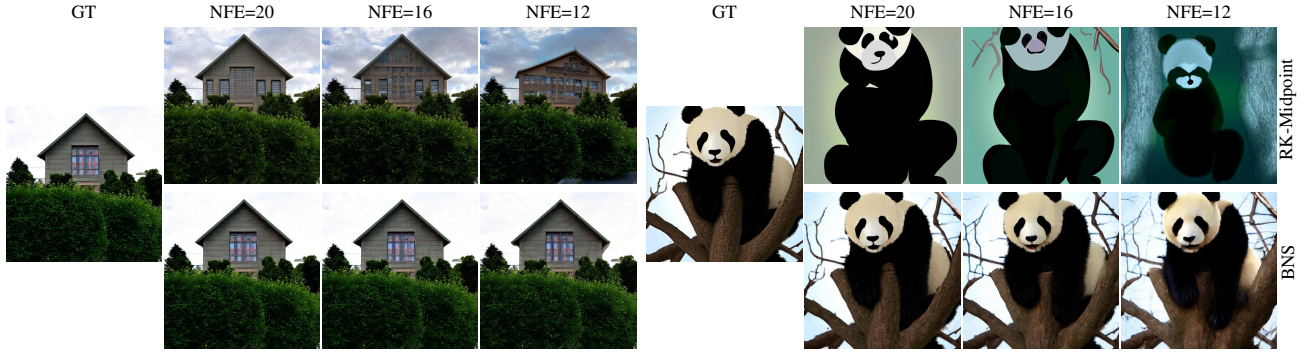 GT NFE=20 NFE=16 NFE=12 GT NFE=20 NFE=16 NFE=12
RK-Midpoint
BNS